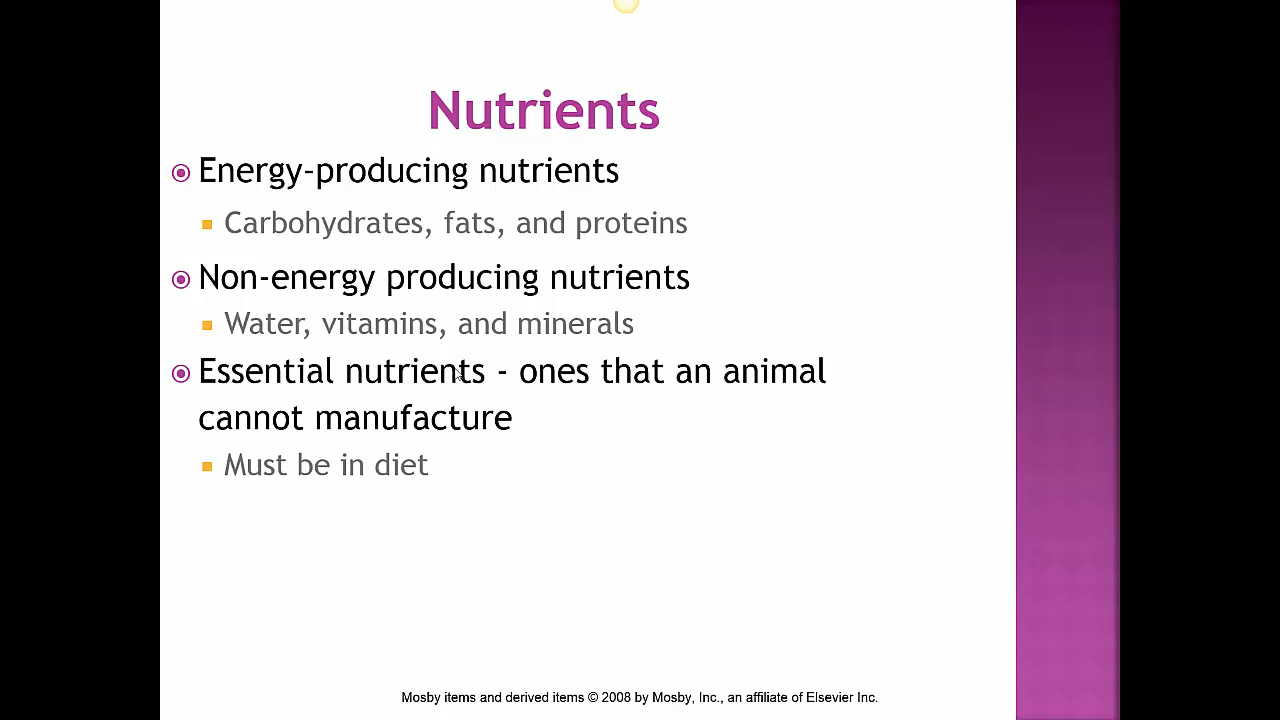 Nutrients
Energy-producing nutrients
Carbohydrates, fats, and proteins
Non-energy producing nutrients
Water, vitamins, and minerals
Essential nutrients - ones that an animal
cannot manufacture
Must be in diet
Mosby items and derived items © 2008 by Mosby, Inc., an affiliate of Elsevier Inc.